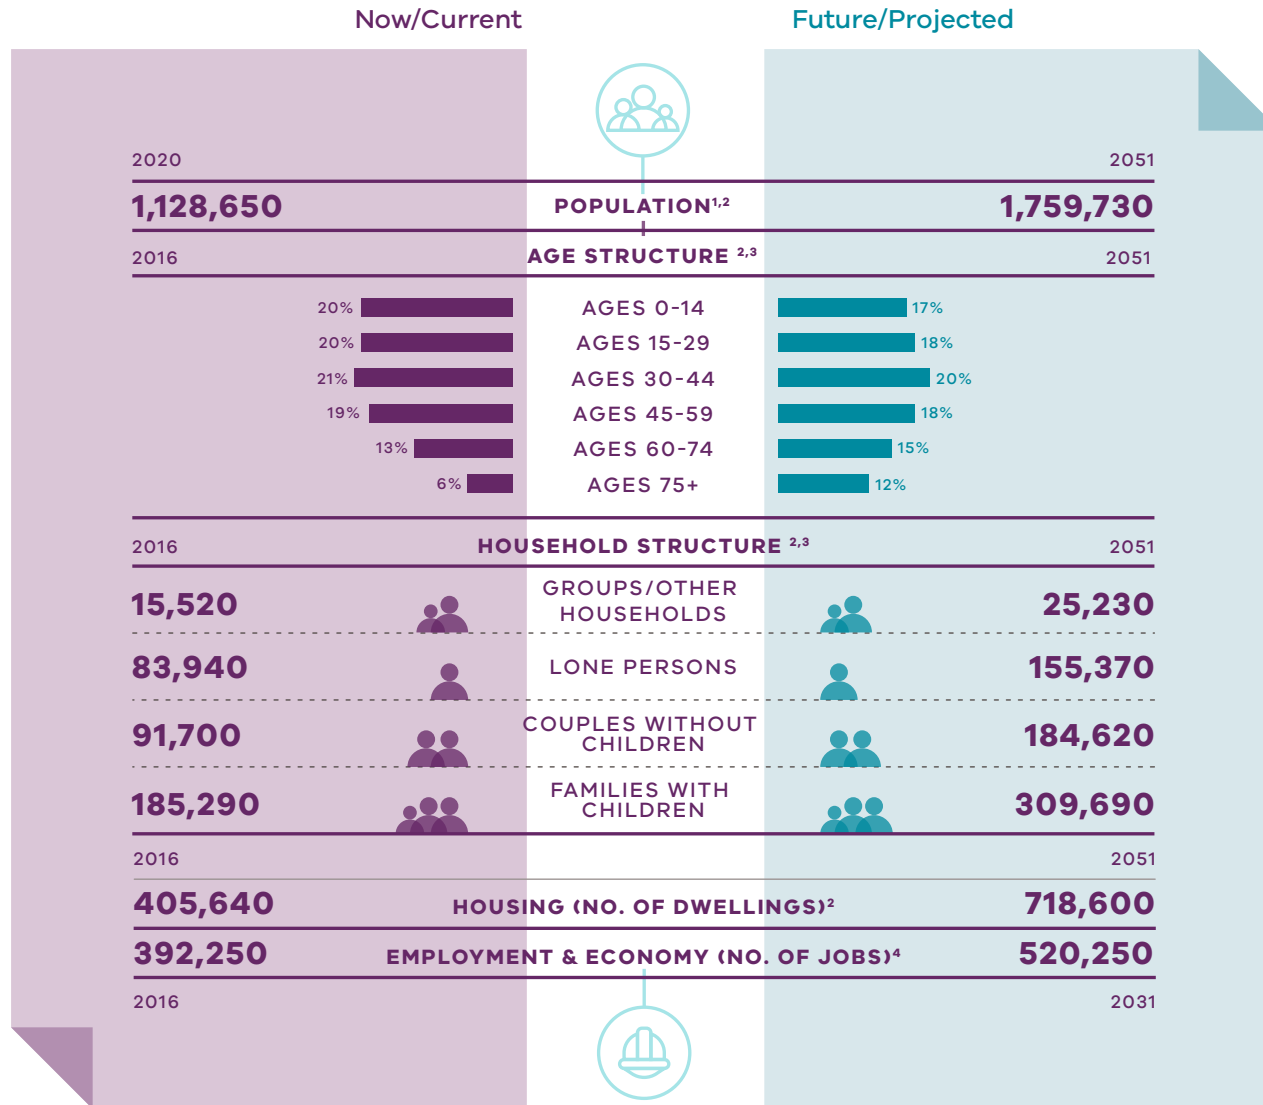 Now/Current Future/Projected
2020 2051
1,128,650 POPULATION1,2 1,759,730
2016 AGE STRUCTURE 2,3 2051
20% AGES 0-14 17%
20% AGES 15-29 18%
21% AGES 30-44 20%
19% AGES 45-59 18%
13% AGES 60-74 15%
6% AGES 75+ 12%
2016 HOUSEHOLD STRUCTURE 2,3 2051
15,520 GROUPS/OTHER HOUSEHOLDS 25,230
83,940 LONE PERSONS 155,370
91,700 COUPLES WITHOUT CHILDREN 184,620
185,290 FAMILIES WITH CHILDREN 309,690
2016 2051
405,640 HOUSING (NO. OF DWELLINGS)2 718,600
392,250 EMPLOYMENT & ECONOMY (NO. OF JOBS)4 520,250
2016 2031